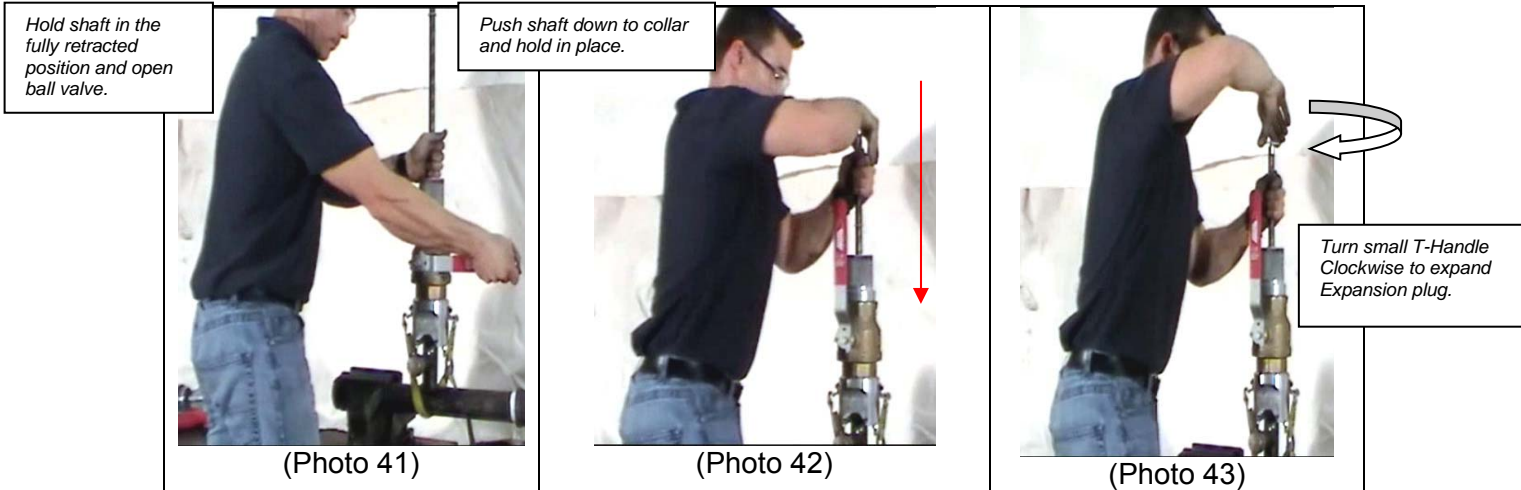 Hold shaft in the
fully retracted
position and open
ball valve.
Push shaft down to collar
and hold in place.
Turn small T-Handle
Clockwise to expand
Expansion plug.
(Photo 41)
(Photo 42)
(Photo 43)